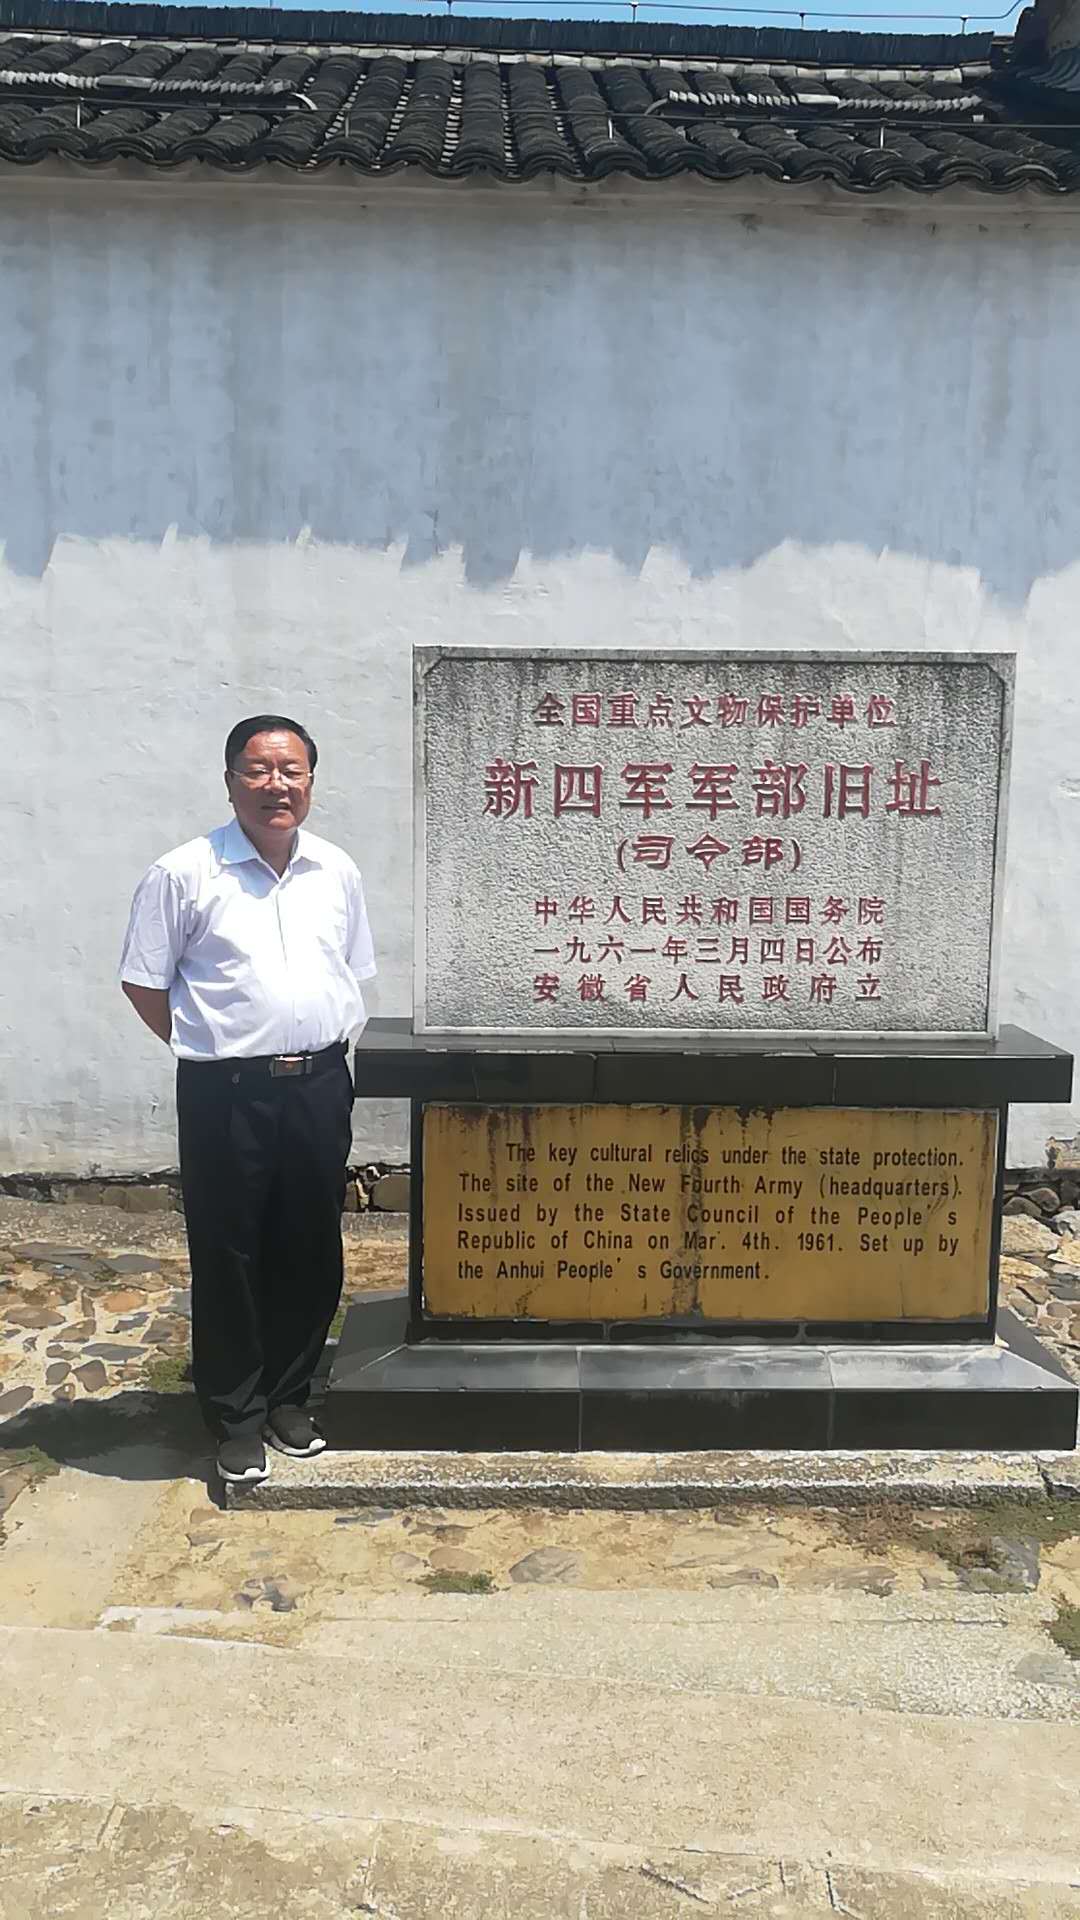 全国重点文物保护单位
新四军军部旧址
(司令部)
中华人民共和国国务院
一九六一年三月四日公布
安徽省人民政府立
The key cultural relics under the state protection.
The site of the New Fourth Army (headquarters).
Issued by the State Council of the People's
Republic of China on Mar. 4th. 1961. Set up by
the Anhui People's Government.